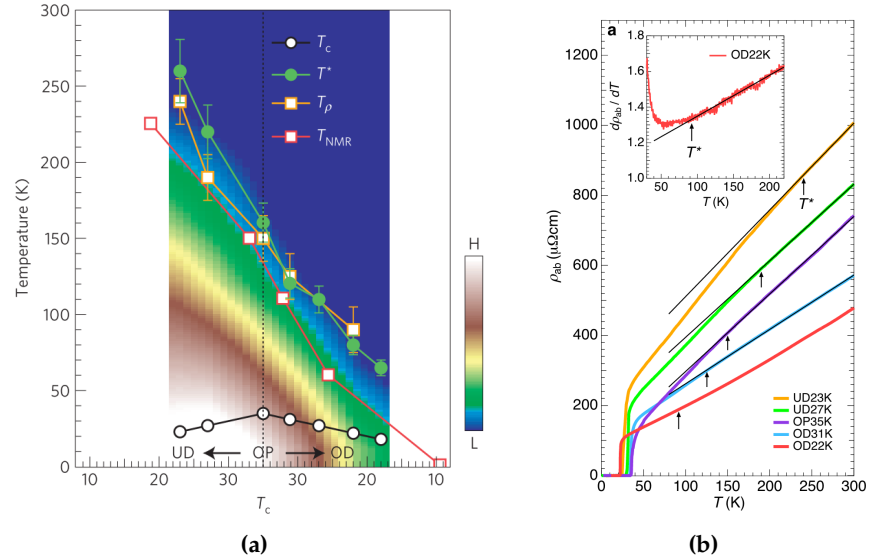 300
250
200
150
100
50
0
Temperature (K)
T_c
T*
T_ρ
T_NMR
UD ← OP → OD
10 20 30 30 20 10
T_c
H
L
(a)
a
1300
1000
800
600
400
200
0
ρ_ab (μΩcm)
OD22K
1.8
1.6
1.4
1.2
1.0
dρ_ab / dT
T*
50 100 150 200
T (K)
T*
UD23K
UD27K
OP35K
OD31K
OD22K
0 50 100 150 200 250 300
T (K)
(b)